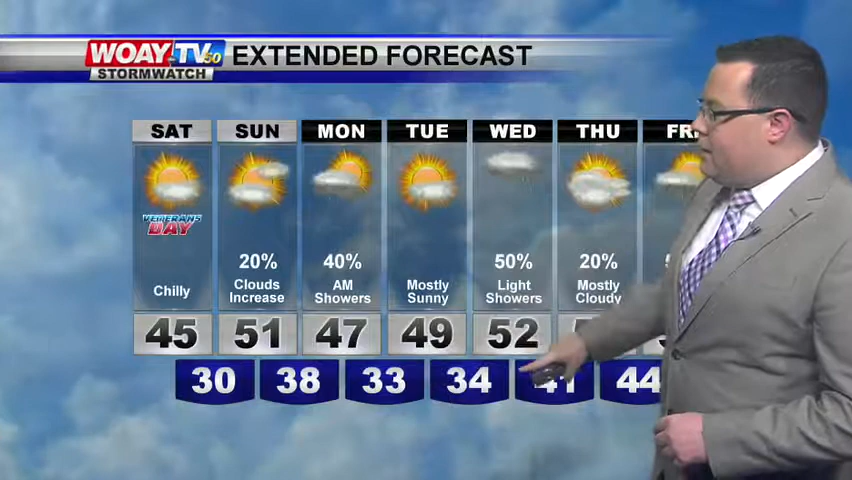 WOAY-TV 50
STORMWATCH
EXTENDED FORECAST
SAT SUN MON TUE WED THU FRI
VETERANS
DAY
20% 40% 50% 20%
Chilly
Clouds
Increase
AM
Showers
Mostly
Sunny
Light
Showers
Mostly
Cloudy
45 51 47 49 52
30 38 33 34 41 44